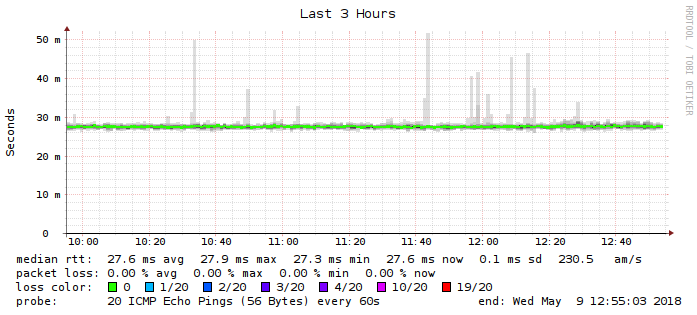 Last 3 Hours
RRDTOOL / TOBI OETIKER
Seconds
50 m
40 m
30 m
20 m
10 m
0
10:00 10:20 10:40 11:00 11:20 11:40 12:00 12:20 12:40
median rtt: 27.6 ms avg 27.9 ms max 27.3 ms min 27.6 ms now 0.1 ms sd 230.5 am/s
packet loss: 0.00 % avg 0.00 % max 0.00 % min 0.00 % now
loss color: 0 1/20 2/20 3/20 4/20 10/20 19/20
probe: 20 ICMP Echo Pings (56 Bytes) every 60s end: Wed May 9 12:55:03 2018